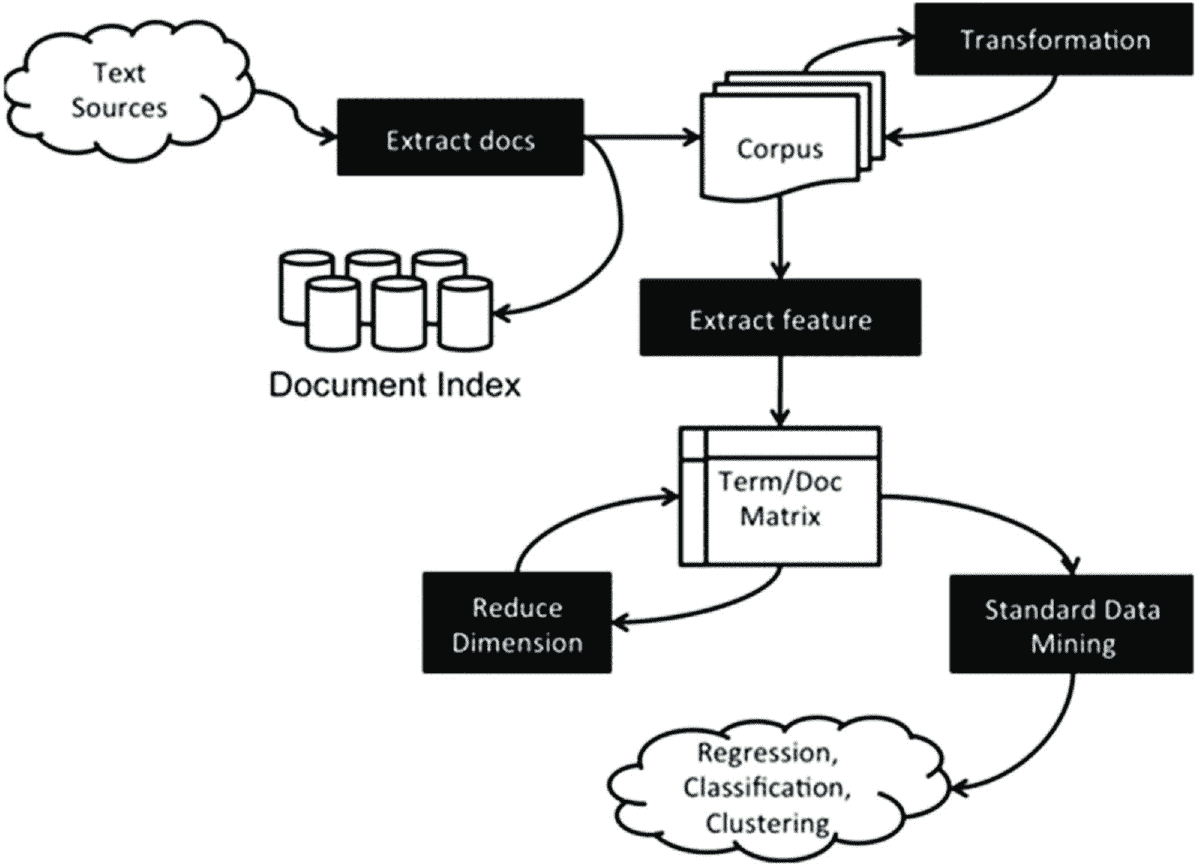 Text
Sources
Extract docs
Corpus
Transformation
Document Index
Extract feature
Term/Doc
Matrix
Reduce
Dimension
Standard Data
Mining
Regression,
Classification,
Clustering